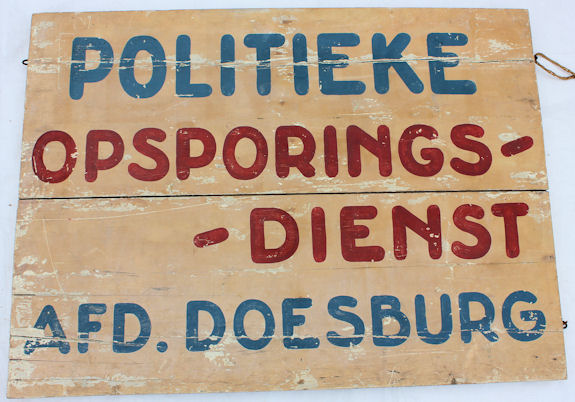 POLITIEKE
OPSPORINGS-
- DIENST
AFD. DOESBURG